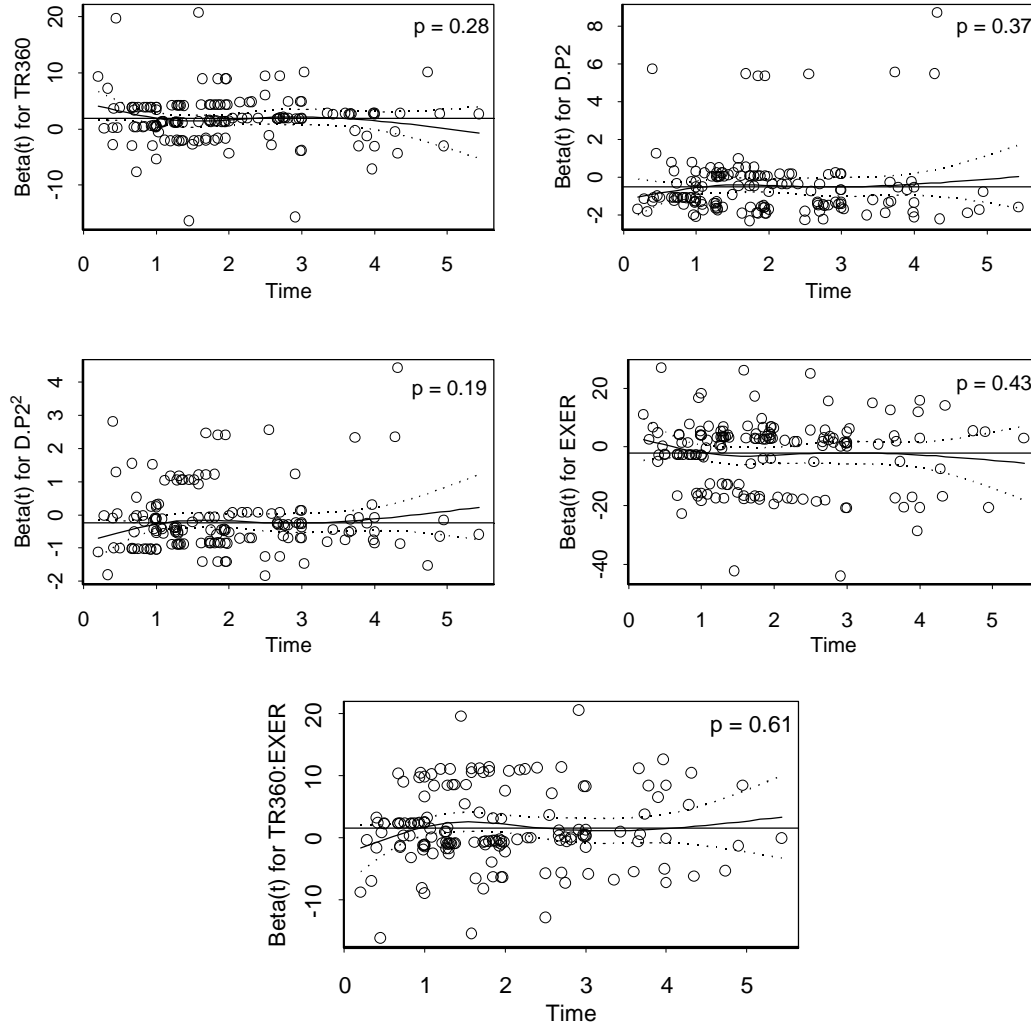 p = 0.28
Beta(t) for TR360
20
10
0
-10
0 1 2 3 4 5
Time
p = 0.37
Beta(t) for D.P2
8
6
4
2
0
-2
0 1 2 3 4 5
Time
p = 0.19
Beta(t) for D.P2²
4
3
2
1
0
-1
-2
0 1 2 3 4 5
Time
p = 0.43
Beta(t) for EXER
20
0
-20
-40
0 1 2 3 4 5
Time
p = 0.61
Beta(t) for TR360:EXER
20
10
0
-10
0 1 2 3 4 5
Time